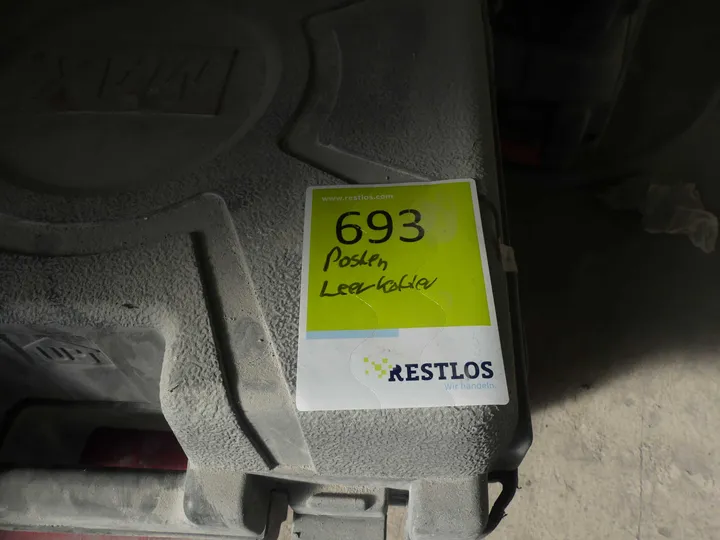 www.restlos.com
693
Posten
Leerkoffer
RESTLOS
Wir handeln.